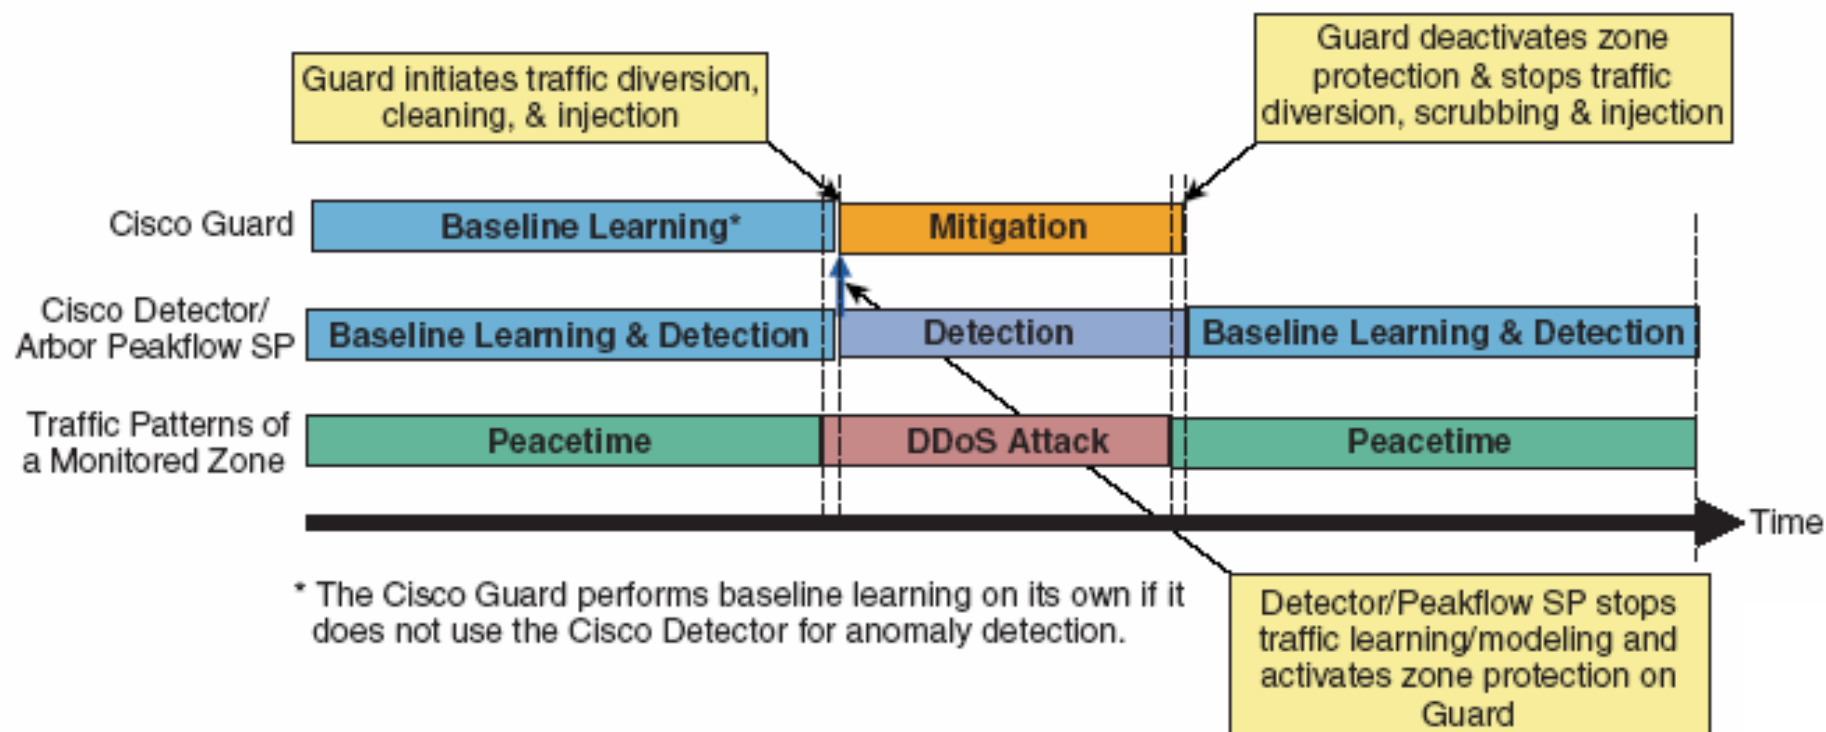 Guard initiates traffic diversion,
cleaning, & injection
Guard deactivates zone
protection & stops traffic
diversion, scrubbing & injection
Cisco Guard
Baseline Learning*
Mitigation
Cisco Detector/
Arbor Peakflow SP
Baseline Learning & Detection
Detection
Baseline Learning & Detection
Traffic Patterns of
a Monitored Zone
Peacetime
DDoS Attack
Peacetime
Time
* The Cisco Guard performs baseline learning on its own if it
does not use the Cisco Detector for anomaly detection.
Detector/Peakflow SP stops
traffic learning/modeling and
activates zone protection on
Guard